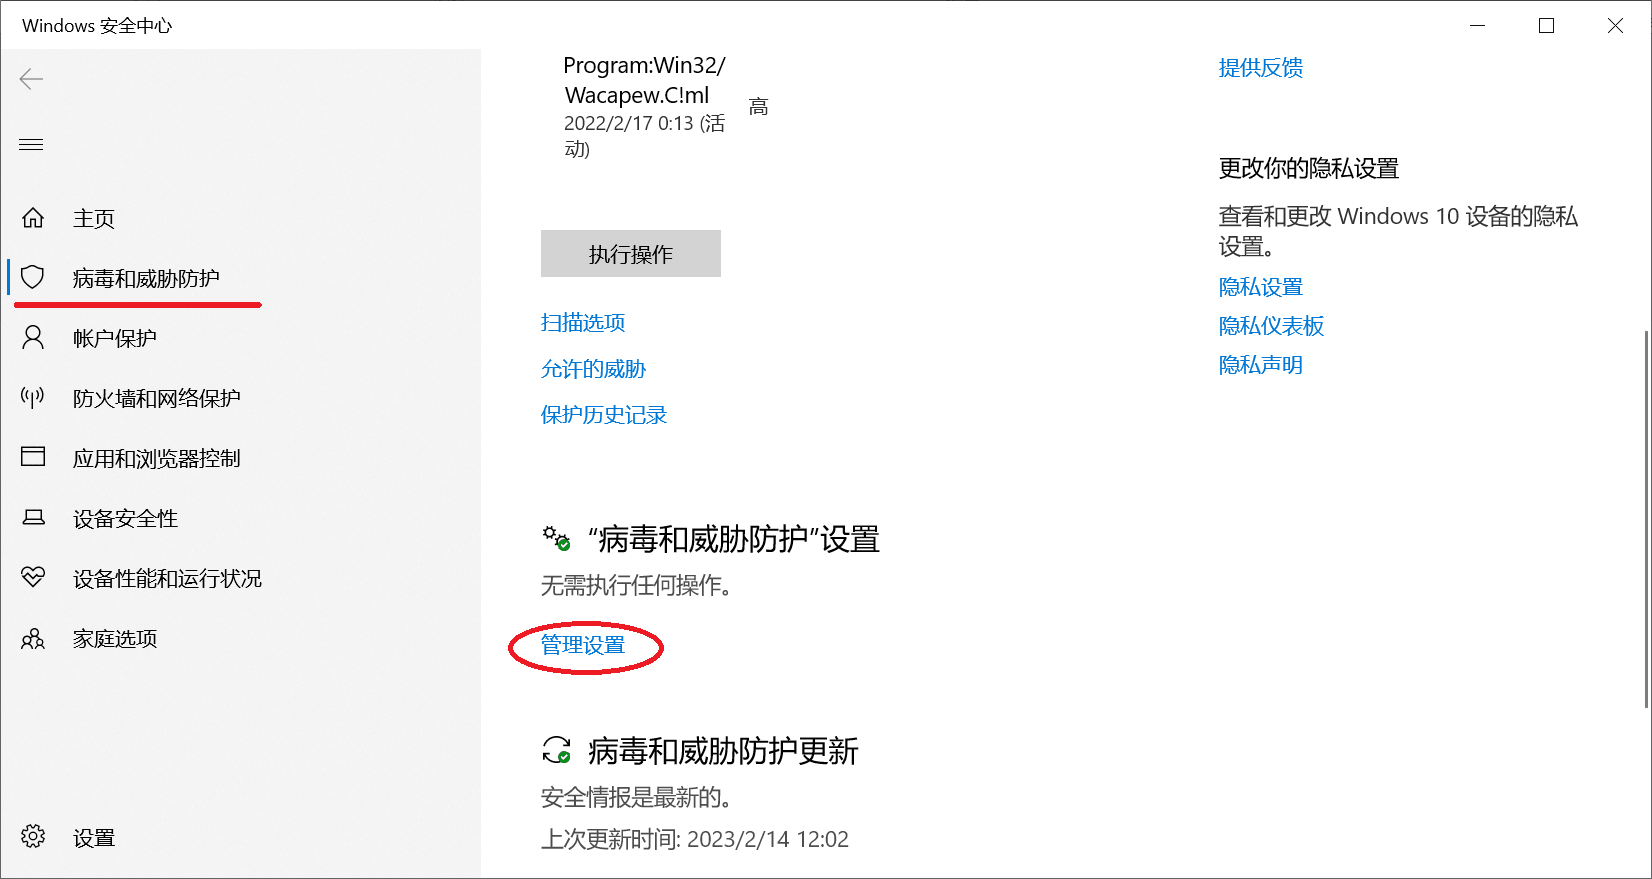 Windows 安全中心
主页
病毒和威胁防护
帐户保护
防火墙和网络保护
应用和浏览器控制
设备安全性
设备性能和运行状况
家庭选项
设置
Program:Win32/
Wacapew.C!ml
2022/2/17 0:13 (活
动)
高
执行操作
扫描选项
允许的威胁
保护历史记录
“病毒和威胁防护”设置
无需执行任何操作。
管理设置
病毒和威胁防护更新
安全情报是最新的。
上次更新时间: 2023/2/14 12:02
提供反馈
更改你的隐私设置
查看和更改 Windows 10 设备的隐私
设置。
隐私设置
隐私仪表板
隐私声明